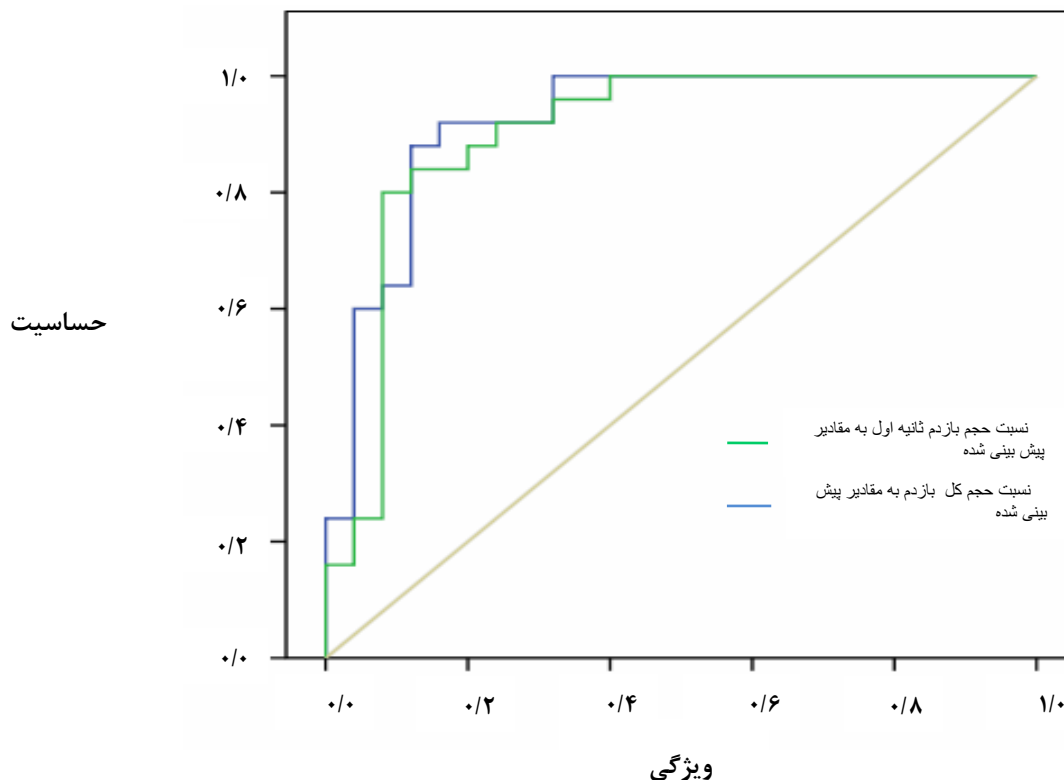 ۱/۰
۰/۸
۰/۶
۰/۴
۰/۲
۰/۰
حساسیت
نسبت حجم بازدم ثانیه اول به مقادیر
پیش بینی شده
نسبت حجم کل بازدم به مقادیر پیش
بینی شده
۰/۰ ۰/۲ ۰/۴ ۰/۶ ۰/۸ ۱/۰
ویژگی